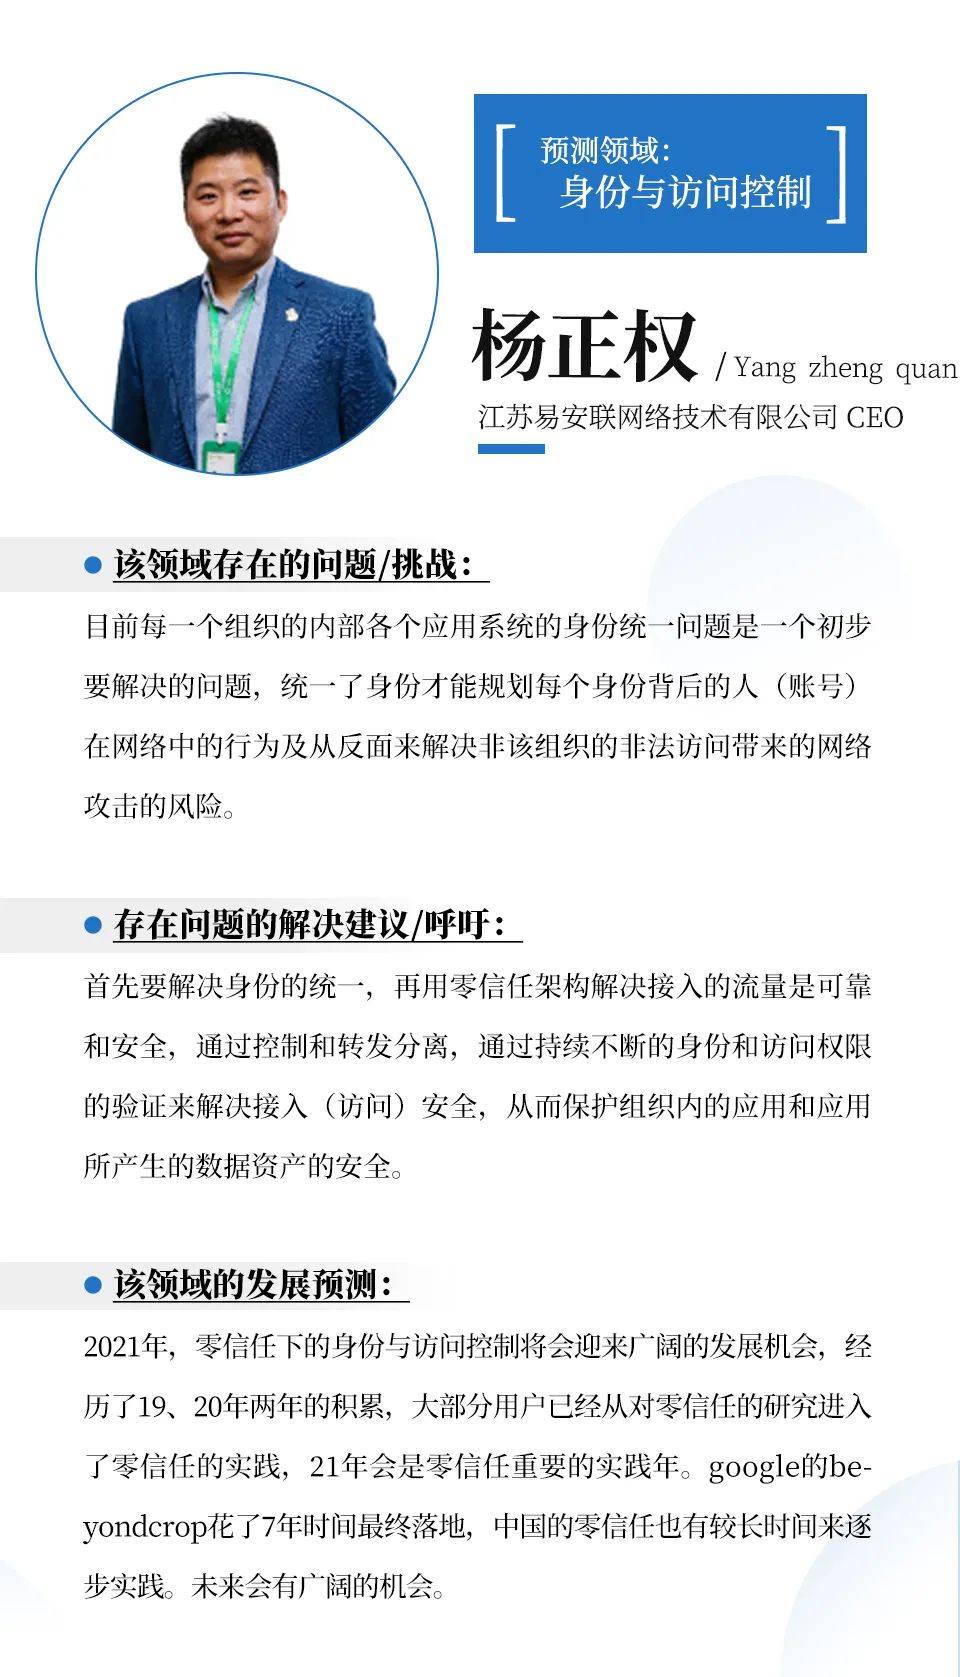 预测领域：
身份与访问控制
杨正权 / Yang zheng quan
江苏易安联网络技术有限公司 CEO
该领域存在的问题/挑战：
目前每一个组织的内部各个应用系统的身份统一问题是一个初步
要解决的问题，统一了身份才能规划每个身份背后的人（账号）
在网络中的行为及从反面来解决非该组织的非法访问带来的网络
攻击的风险。
存在问题的解决建议/呼吁：
首先要解决身份的统一，再用零信任架构解决接入的流量是可靠
和安全，通过控制和转发分离，通过持续不断的身份和访问权限
的验证来解决接入（访问）安全，从而保护组织内的应用和应用
所产生的数据资产的安全。
该领域的发展预测：
2021年，零信任下的身份与访问控制将会迎来广阔的发展机会，经
历了19、20年两年的积累，大部分用户已经从对零信任的研究进入
了零信任的实践，21年会是零信任重要的实践年。google的be-
yondcrop花了7年时间最终落地，中国的零信任也有较长时间来逐
步实践。未来会有广阔的机会。